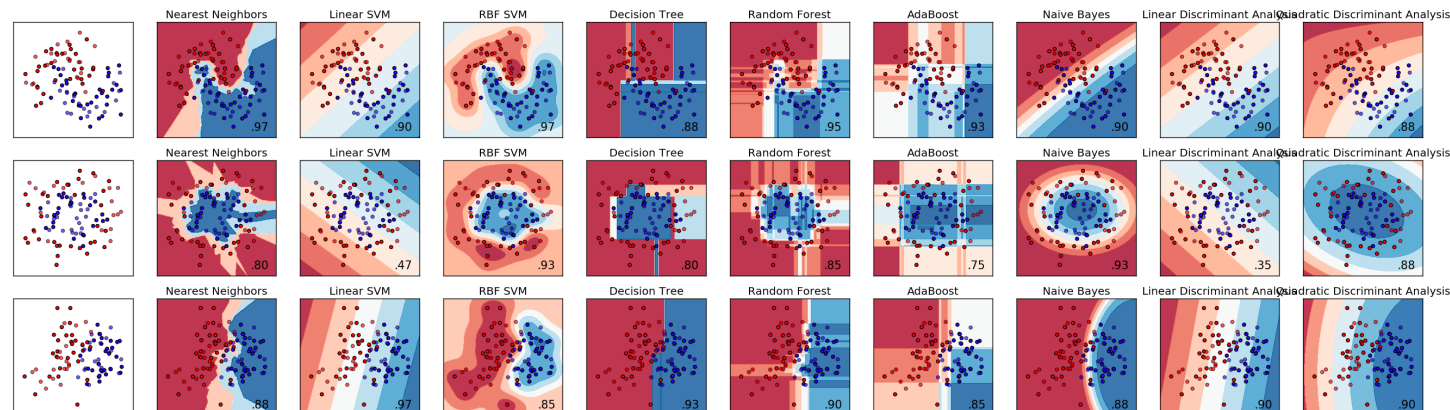 Nearest Neighbors Linear SVM RBF SVM Decision Tree Random Forest AdaBoost Naive Bayes Linear Discriminant Analysis Quadratic Discriminant Analysis
.97 .90 .97 .88 .95 .93 .90 .90 .88
Nearest Neighbors Linear SVM RBF SVM Decision Tree Random Forest AdaBoost Naive Bayes Linear Discriminant Analysis Quadratic Discriminant Analysis
.80 .47 .93 .80 .85 .75 .93 .35 .88
Nearest Neighbors Linear SVM RBF SVM Decision Tree Random Forest AdaBoost Naive Bayes Linear Discriminant Analysis Quadratic Discriminant Analysis
.88 .97 .85 .93 .90 .85 .88 .90 .90